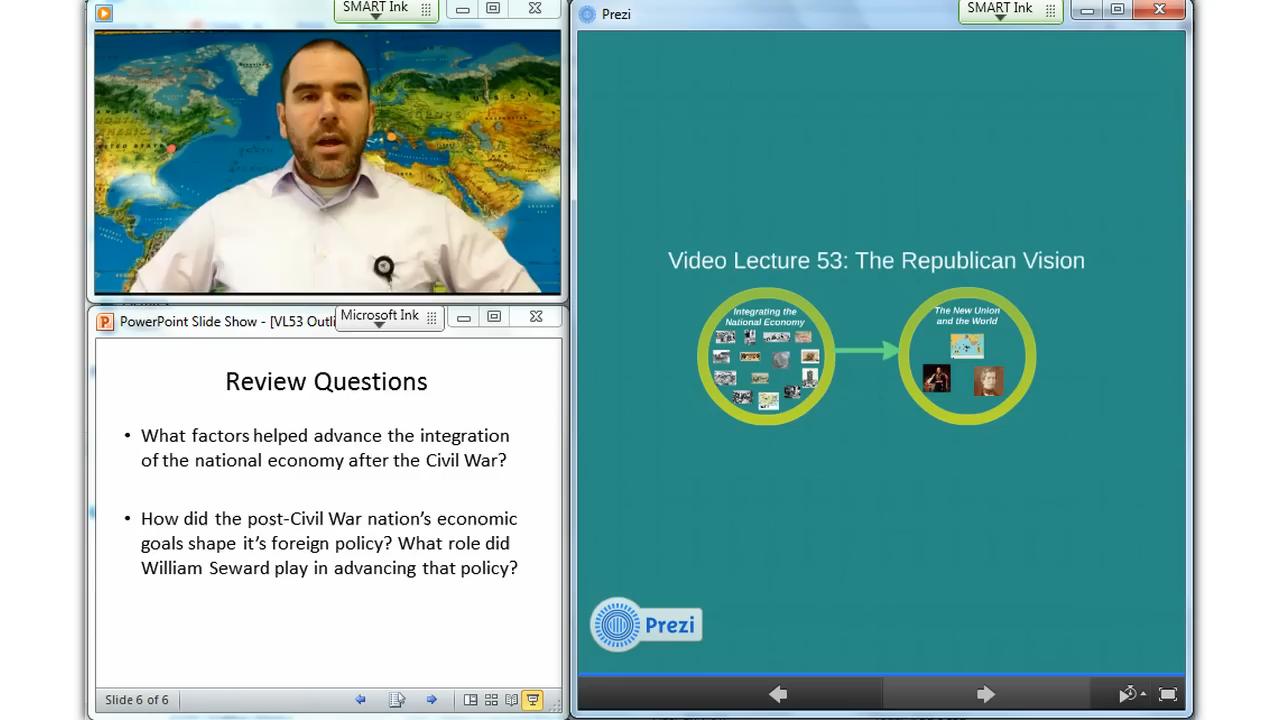 SMART Ink
Prezi
SMART Ink
Video Lecture 53: The Republican Vision
Integrating the
National Economy
The New Union
and the World
Prezi
PowerPoint Slide Show - [VL53 Outli
Microsoft Ink
Review Questions
• What factors helped advance the integration
of the national economy after the Civil War?
• How did the post-Civil War nation's economic
goals shape it's foreign policy? What role did
William Seward play in advancing that policy?
Slide 6 of 6